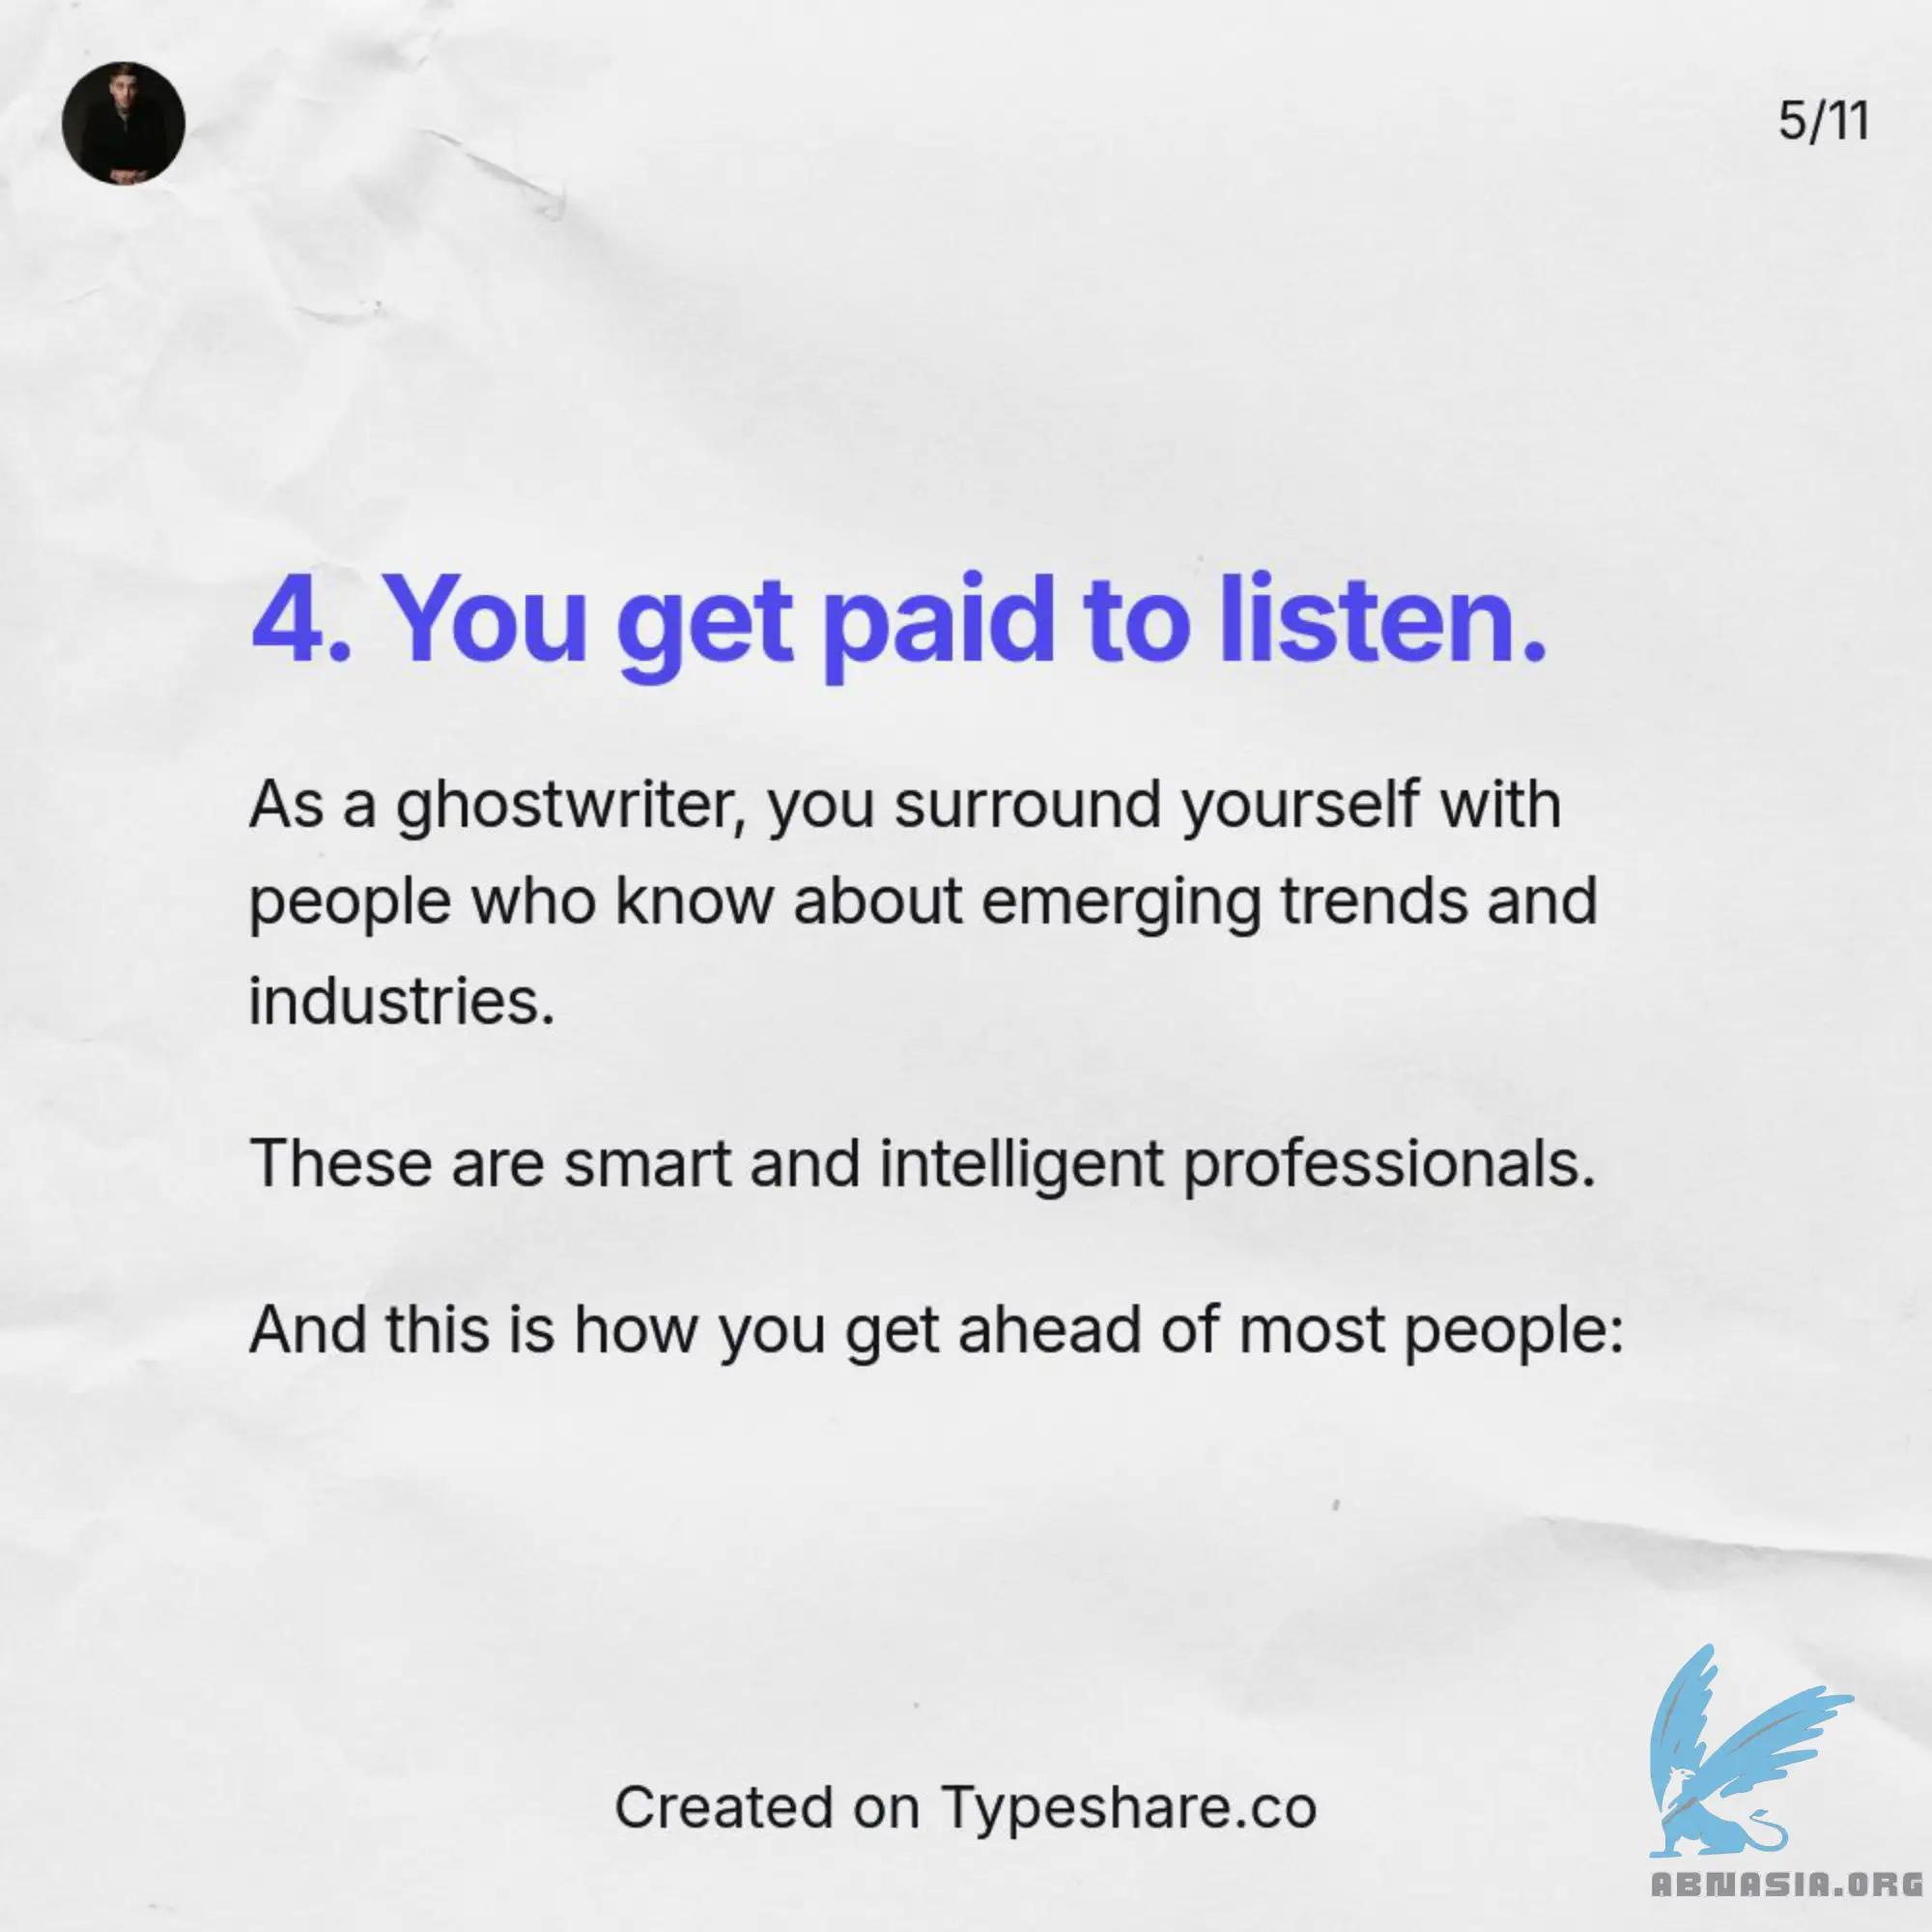 5/11
4. You get paid to listen.
As a ghostwriter, you surround yourself with
people who know about emerging trends and
industries.
These are smart and intelligent professionals.
And this is how you get ahead of most people:
Created on Typeshare.co
ABNASIA.ORG